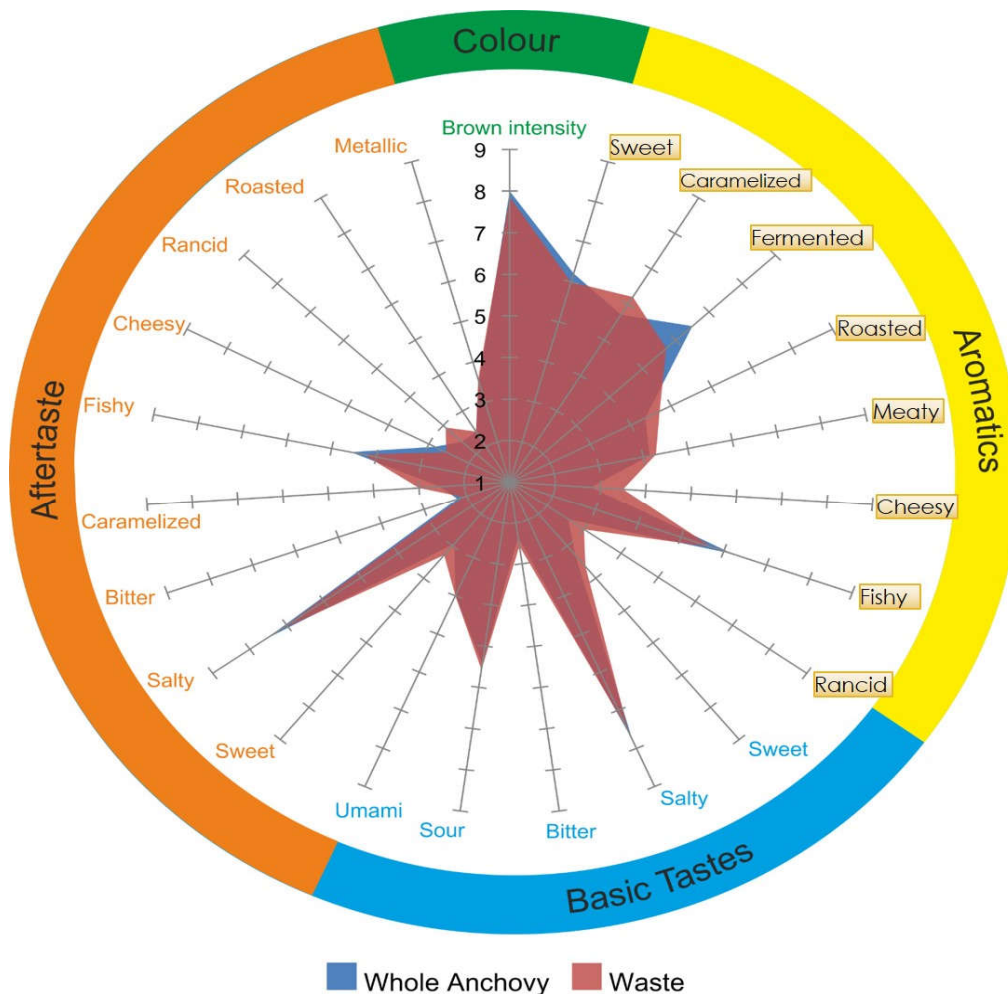 Colour
Brown intensity
9
8
7
6
5
4
3
2
1
Sweet
Caramelized
Fermented
Roasted
Meaty
Cheesy
Fishy
Rancid
Aromatics
Sweet
Salty
Bitter
Sour
Umami
Basic Tastes
Sweet
Salty
Bitter
Caramelized
Fishy
Cheesy
Rancid
Roasted
Metallic
Aftertaste
Whole Anchovy
Waste